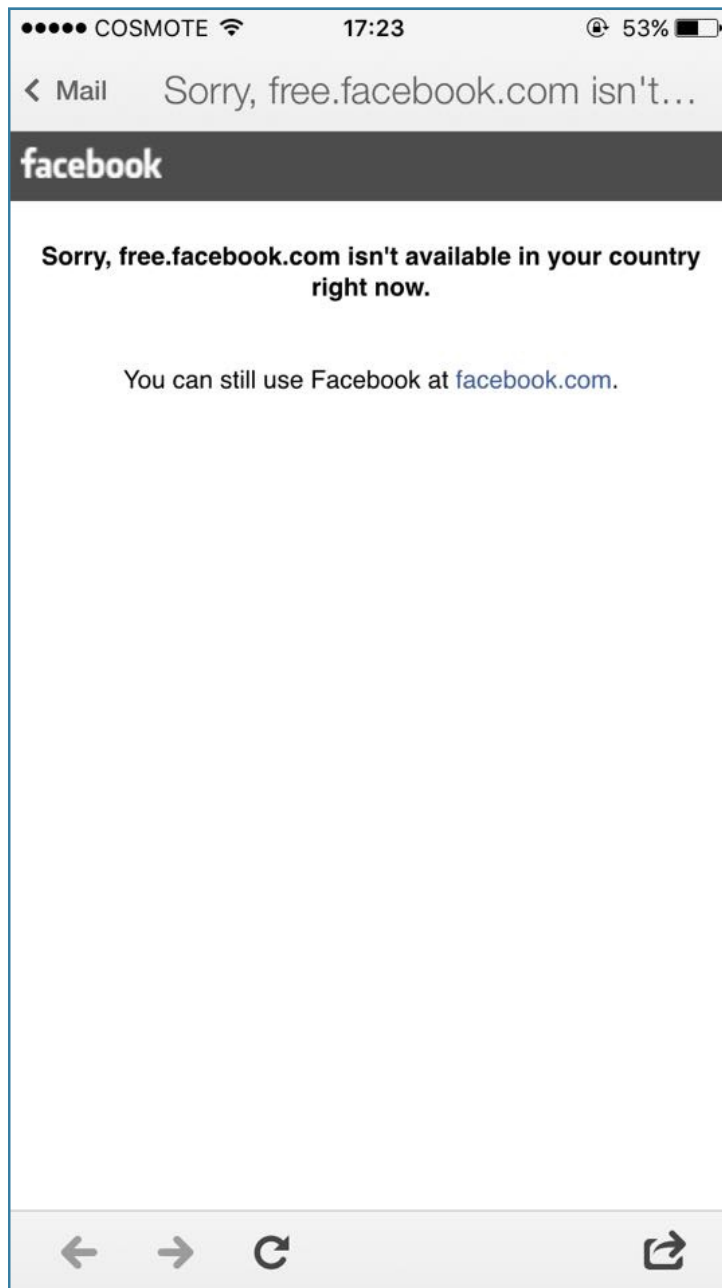 COSMOTE 17:23 53%
Mail Sorry, free.facebook.com isn't...
facebook
Sorry, free.facebook.com isn't available in your country
right now.
You can still use Facebook at facebook.com.